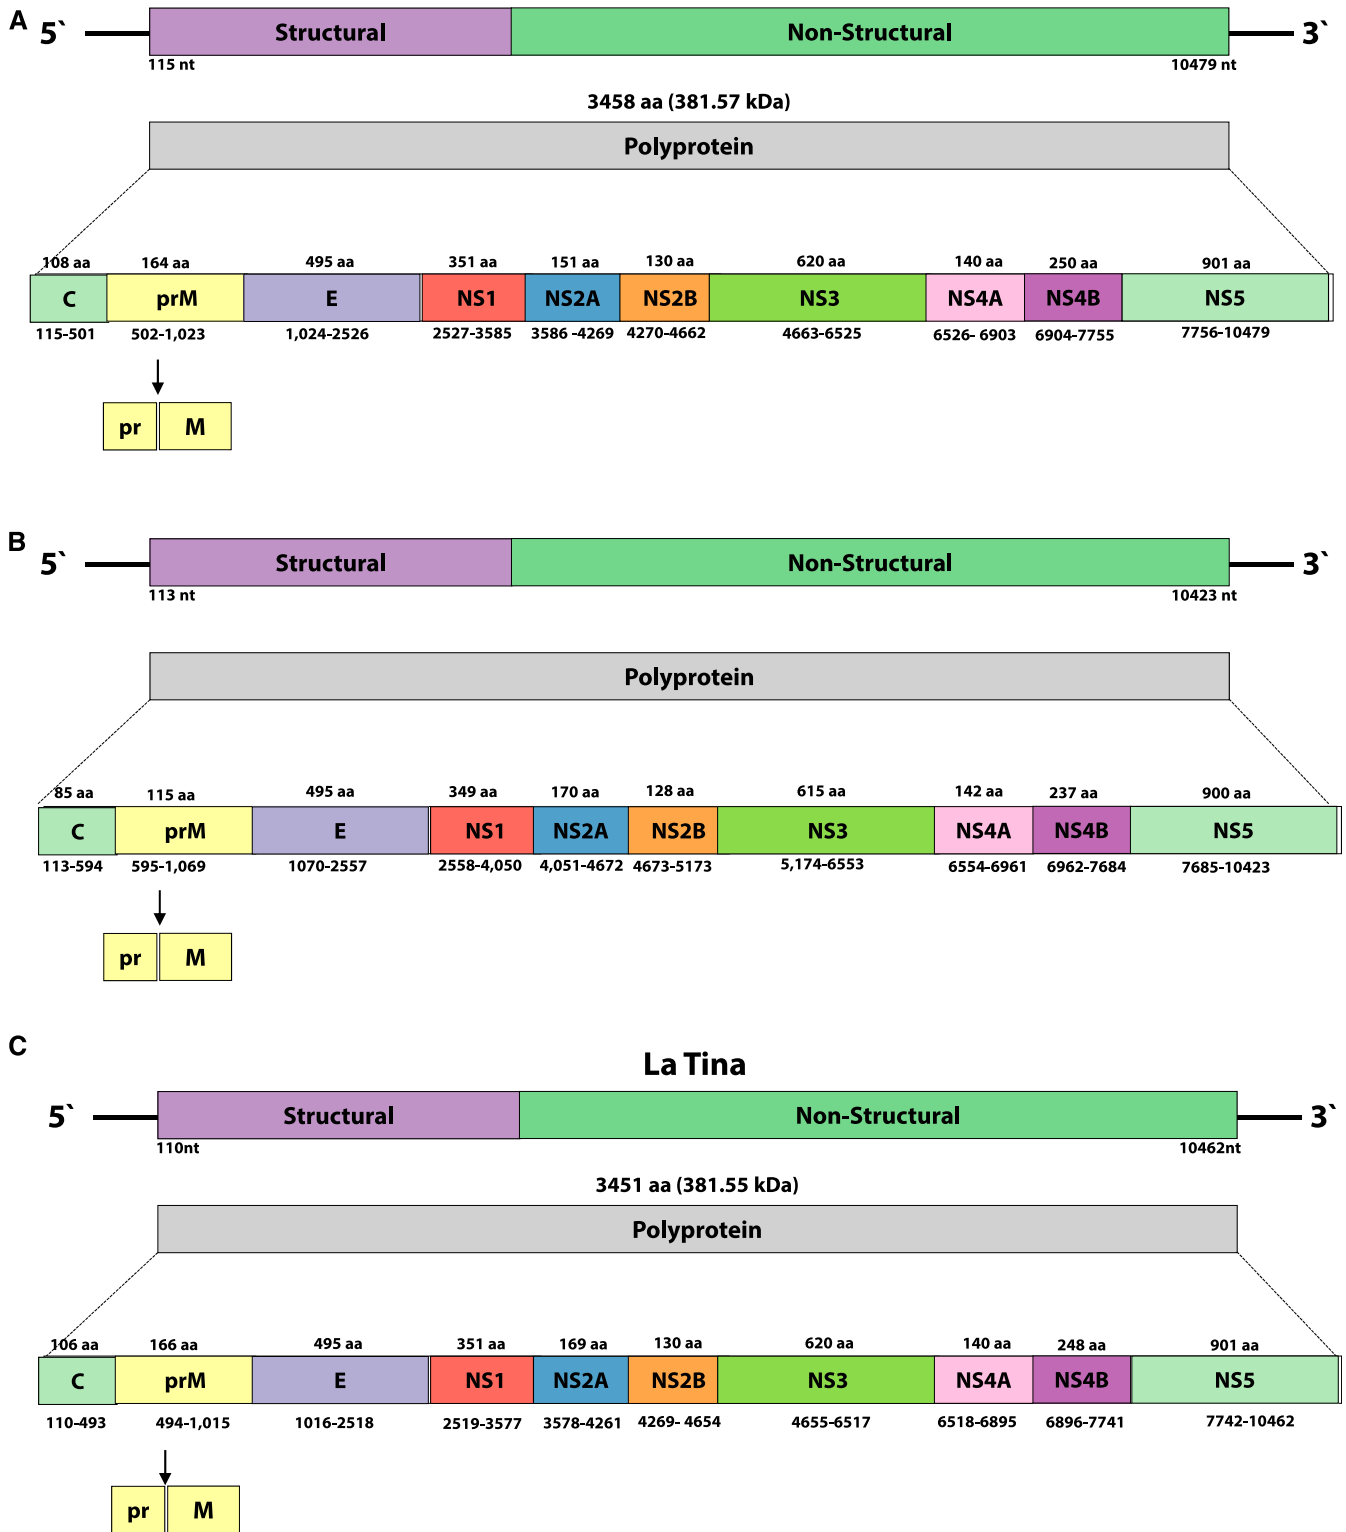 A
5` Structural Non-Structural 3`
115 nt 10479 nt
3458 aa (381.57 kDa)
Polyprotein
108 aa 164 aa 495 aa 351 aa 151 aa 130 aa 620 aa 140 aa 250 aa 901 aa
C prM E NS1 NS2A NS2B NS3 NS4A NS4B NS5
115-501 502-1,023 1,024-2526 2527-3585 3586 -4269 4270-4662 4663-6525 6526- 6903 6904-7755 7756-10479
pr M
B
5` Structural Non-Structural 3`
113 nt 10423 nt
Polyprotein
85 aa 115 aa 495 aa 349 aa 170 aa 128 aa 615 aa 142 aa 237 aa 900 aa
C prM E NS1 NS2A NS2B NS3 NS4A NS4B NS5
113-594 595-1,069 1070-2557 2558-4,050 4,051-4672 4673-5173 5,174-6553 6554-6961 6962-7684 7685-10423
pr M
C
La Tina
5` Structural Non-Structural 3`
110nt 10462nt
3451 aa (381.55 kDa)
Polyprotein
106 aa 166 aa 495 aa 351 aa 169 aa 130 aa 620 aa 140 aa 248 aa 901 aa
C prM E NS1 NS2A NS2B NS3 NS4A NS4B NS5
110-493 494-1,015 1016-2518 2519-3577 3578-4261 4269- 4654 4655-6517 6518-6895 6896-7741 7742-10462
pr M